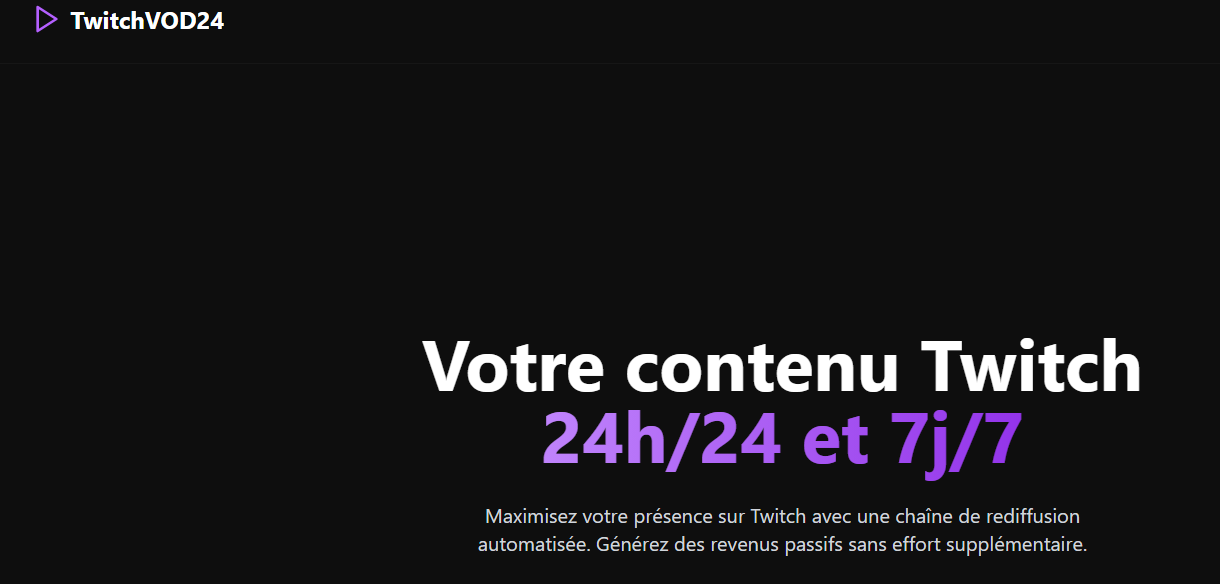 TwitchVOD24
Votre contenu Twitch
24h/24 et 7j/7
Maximisez votre présence sur Twitch avec une chaîne de rediffusion
automatisée. Générez des revenus passifs sans effort supplémentaire.